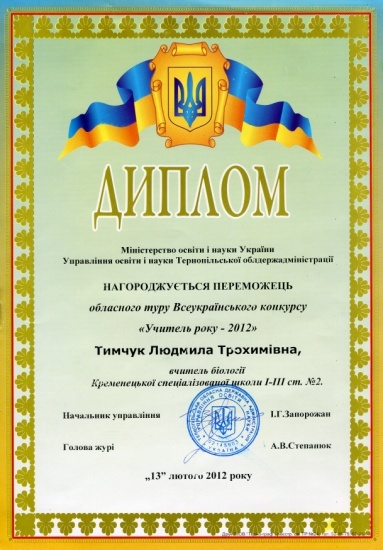 ДИПЛОМ
Міністерство освіти і науки України
Управління освіти і науки Тернопільської облдержадміністрації
НАГОРОДЖУЄТЬСЯ ПЕРЕМОЖЕЦЬ
обласного туру Всеукраїнського конкурсу
«Учитель року - 2012»
Тимчук Людмила Трохимівна,
вчитель біології
Кременецької спеціалізованої школи І-ІІІ ст. №2.
Начальник управління І.Г.Запорожан
Голова журі А.В.Степанюк
„13” лютого 2012 року